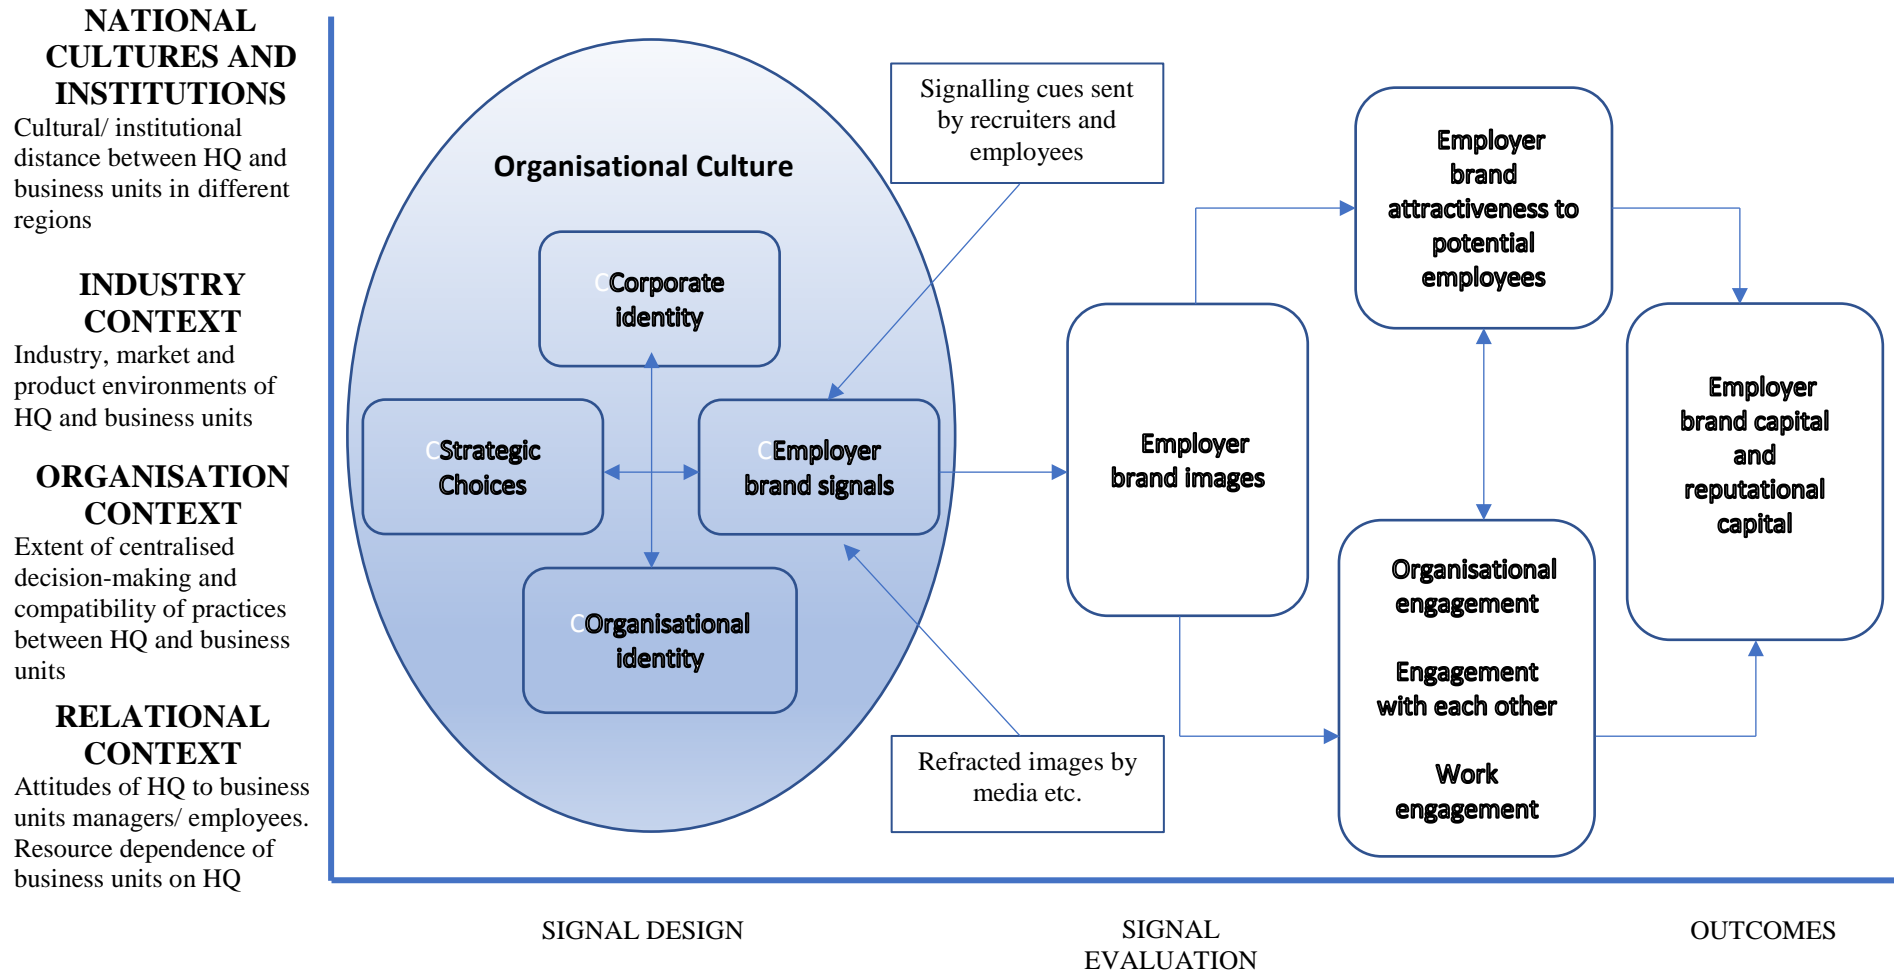 NATIONAL
CULTURES AND
INSTITUTIONS
Cultural/ institutional
distance between HQ and
business units in different
regions
INDUSTRY
CONTEXT
Industry, market and
product environments of
HQ and business units
ORGANISATION
CONTEXT
Extent of centralised
decision-making and
compatibility of practices
between HQ and business
units
RELATIONAL
CONTEXT
Attitudes of HQ to business
units managers/ employees.
Resource dependence of
business units on HQ
Organisational Culture
CCorporate
identity
CStrategic
Choices
CEmployer
brand signals
COrganisational
identity
Signalling cues sent
by recruiters and
employees
Refracted images by
media etc.
Employer
brand images
Employer
brand
attractiveness to
potential
employees
Organisational
engagement
Engagement
with each other
Work
engagement
Employer
brand capital
and
reputational
capital
SIGNAL DESIGN
SIGNAL
EVALUATION
OUTCOMES